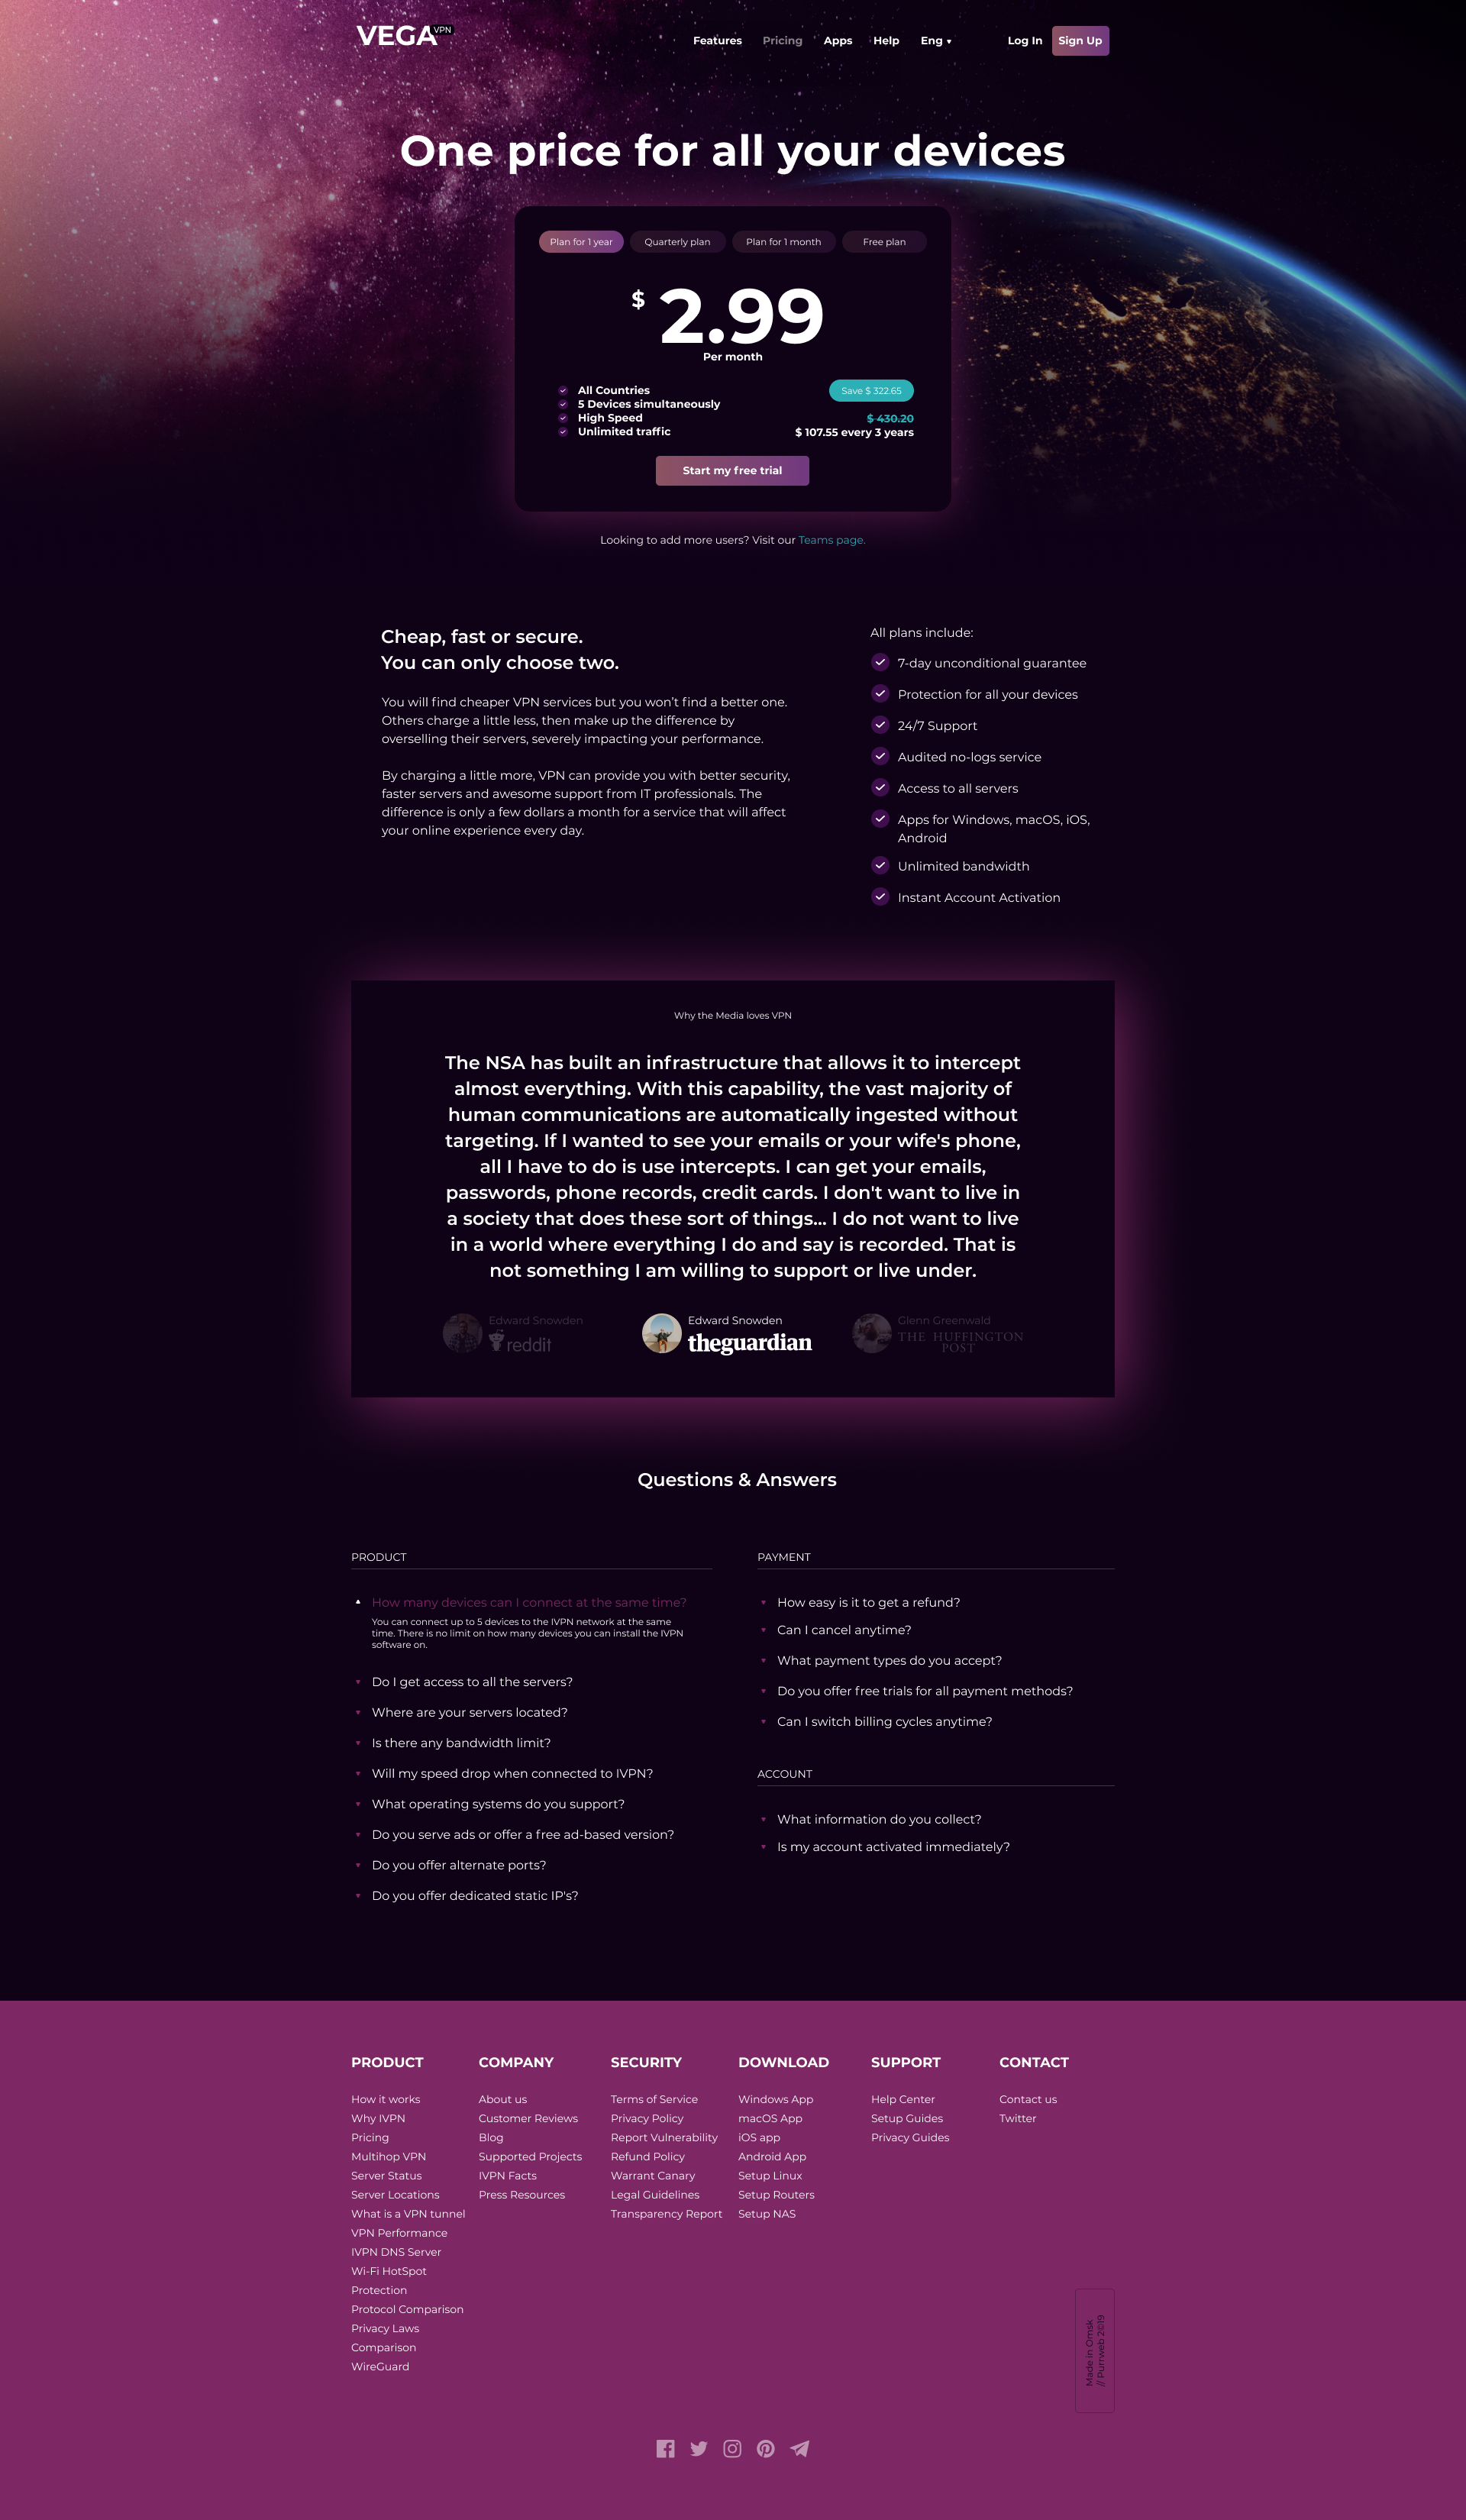 VEGA VPN
Features Pricing Apps Help Eng Log In Sign Up
One price for all your devices
Plan for 1 year Quarterly plan Plan for 1 month Free plan
$ 2.99
Per month
All Countries
5 Devices simultaneously
High Speed
Unlimited traffic
Save $ 322.65
$ 430.20
$ 107.55 every 3 years
Start my free trial
Looking to add more users? Visit our Teams page.
Cheap, fast or secure.
You can only choose two.
You will find cheaper VPN services but you won’t find a better one.
Others charge a little less, then make up the difference by
overselling their servers, severely impacting your performance.
By charging a little more, VPN can provide you with better security,
faster servers and awesome support from IT professionals. The
difference is only a few dollars a month for a service that will affect
your online experience every day.
All plans include:
7-day unconditional guarantee
Protection for all your devices
24/7 Support
Audited no-logs service
Access to all servers
Apps for Windows, macOS, iOS,
Android
Unlimited bandwidth
Instant Account Activation
Why the Media loves VPN
The NSA has built an infrastructure that allows it to intercept
almost everything. With this capability, the vast majority of
human communications are automatically ingested without
targeting. If I wanted to see your emails or your wife's phone,
all I have to do is use intercepts. I can get your emails,
passwords, phone records, credit cards. I don't want to live in
a society that does these sort of things... I do not want to live
in a world where everything I do and say is recorded. That is
not something I am willing to support or live under.
Edward Snowden
reddit
Edward Snowden
theguardian
Glenn Greenwald
THE HUFFINGTON
POST
Questions & Answers
PRODUCT
How many devices can I connect at the same time?
You can connect up to 5 devices to the IVPN network at the same
time. There is no limit on how many devices you can install the IVPN
software on.
Do I get access to all the servers?
Where are your servers located?
Is there any bandwidth limit?
Will my speed drop when connected to IVPN?
What operating systems do you support?
Do you serve ads or offer a free ad-based version?
Do you offer alternate ports?
Do you offer dedicated static IP's?
PAYMENT
How easy is it to get a refund?
Can I cancel anytime?
What payment types do you accept?
Do you offer free trials for all payment methods?
Can I switch billing cycles anytime?
ACCOUNT
What information do you collect?
Is my account activated immediately?
PRODUCT
How it works
Why IVPN
Pricing
Multihop VPN
Server Status
Server Locations
What is a VPN tunnel
VPN Performance
IVPN DNS Server
Wi-Fi HotSpot
Protection
Protocol Comparison
Privacy Laws
Comparison
WireGuard
COMPANY
About us
Customer Reviews
Blog
Supported Projects
IVPN Facts
Press Resources
SECURITY
Terms of Service
Privacy Policy
Report Vulnerability
Refund Policy
Warrant Canary
Legal Guidelines
Transparency Report
DOWNLOAD
Windows App
macOS App
iOS app
Android App
Setup Linux
Setup Routers
Setup NAS
SUPPORT
Help Center
Setup Guides
Privacy Guides
CONTACT
Contact us
Twitter
Made in Omsk
// Purrweb 2©19